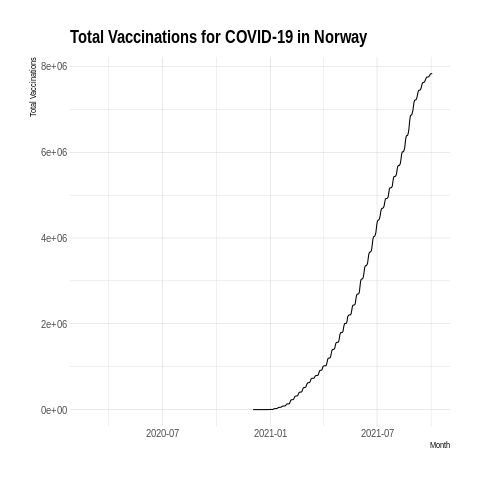 Total Vaccinations for COVID-19 in Norway
Total Vaccinations
8e+06
6e+06
4e+06
2e+06
0e+00
2020-07
2021-01
2021-07
Month